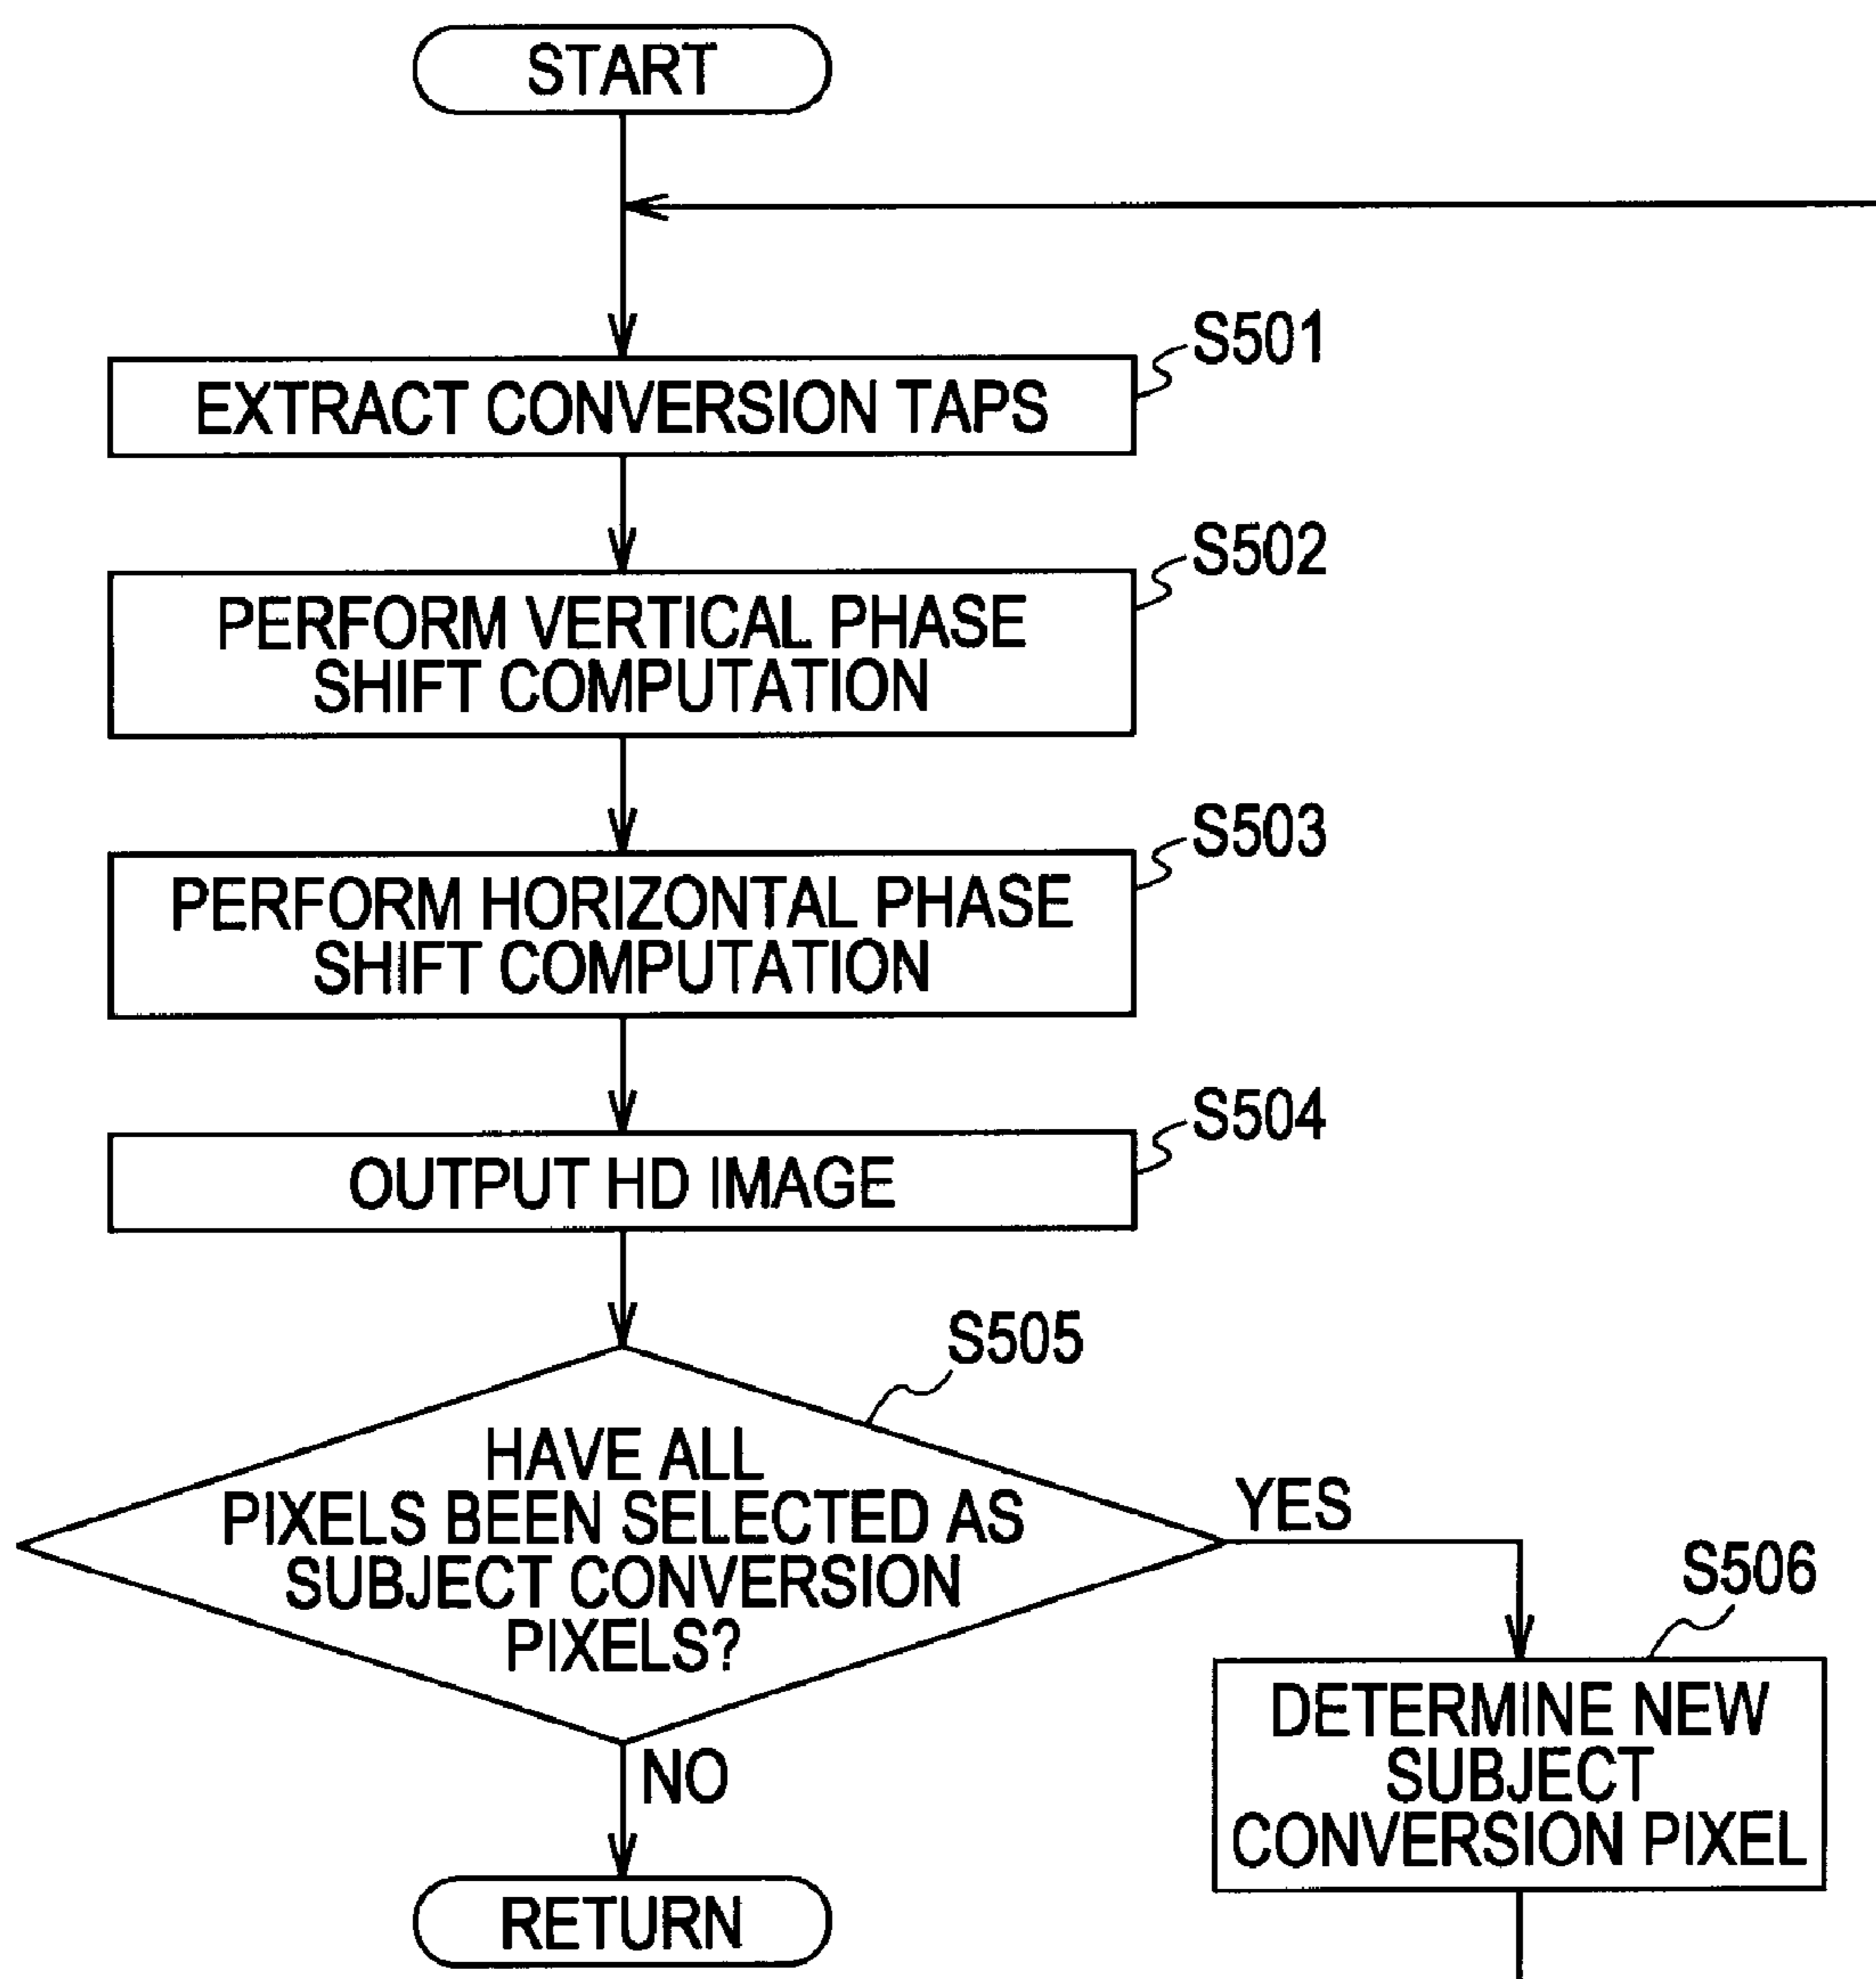 START
S501
EXTRACT CONVERSION TAPS
S502
PERFORM VERTICAL PHASE
SHIFT COMPUTATION
S503
PERFORM HORIZONTAL PHASE
SHIFT COMPUTATION
S504
OUTPUT HD IMAGE
S505
HAVE ALL
PIXELS BEEN SELECTED AS
SUBJECT CONVERSION
PIXELS?
YES
S506
DETERMINE NEW
SUBJECT
CONVERSION PIXEL
NO
RETURN